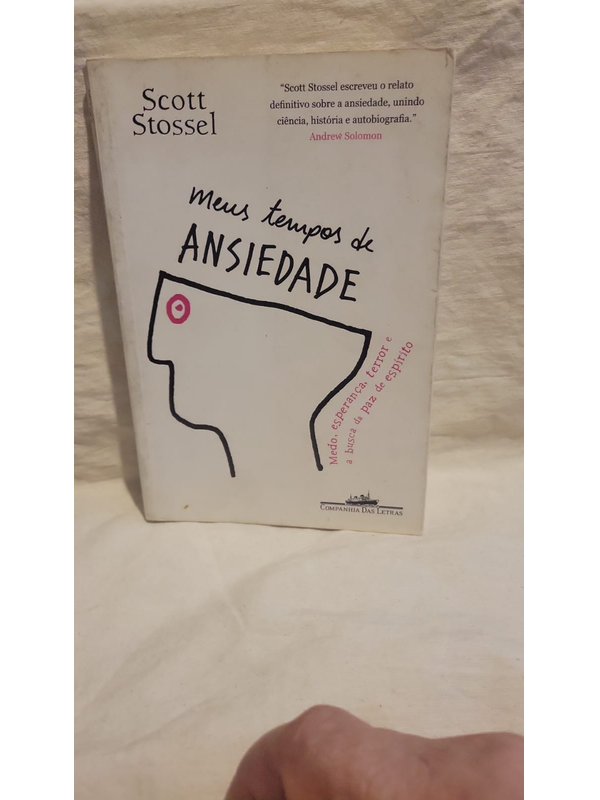 Scott
Stossel
“Scott Stossel escreveu o relato
definitivo sobre a ansiedade, unindo
ciência, história e autobiografia.”
Andrew Solomon
meus tempos de
ANSIEDADE
Medo, esperança, terror e
a busca da paz de espírito
COMPANHIA DAS LETRAS